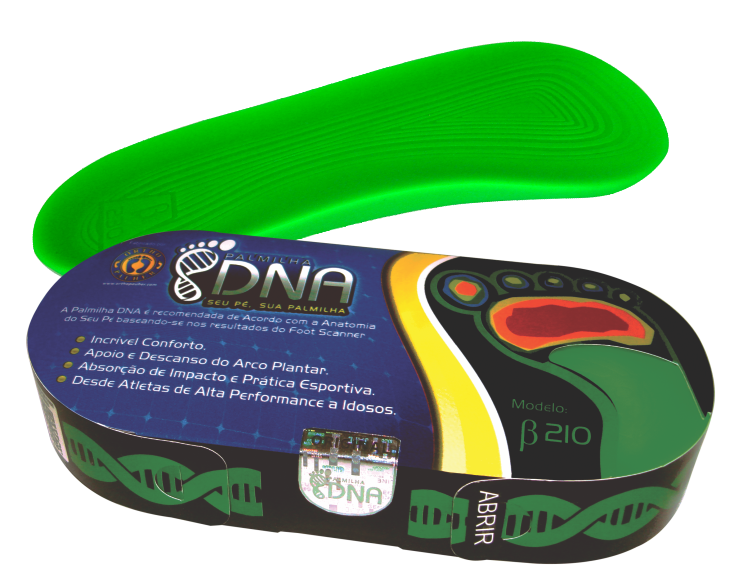 PALMILHA
DNA
SEU PÉ, SUA PALMILHA
A Palmilha DNA é recomendada de Acordo com a Anatomia
do Seu Pé baseando-se nos resultados do Foot Scanner
Incrível Conforto.
Apoio e Descanso do Arco Plantar.
Absorção de Impacto e Prática Esportiva.
Desde Atletas de Alta Performance a Idosos.
Modelo:
β 210
PALMILHA
DNA
ABRIR